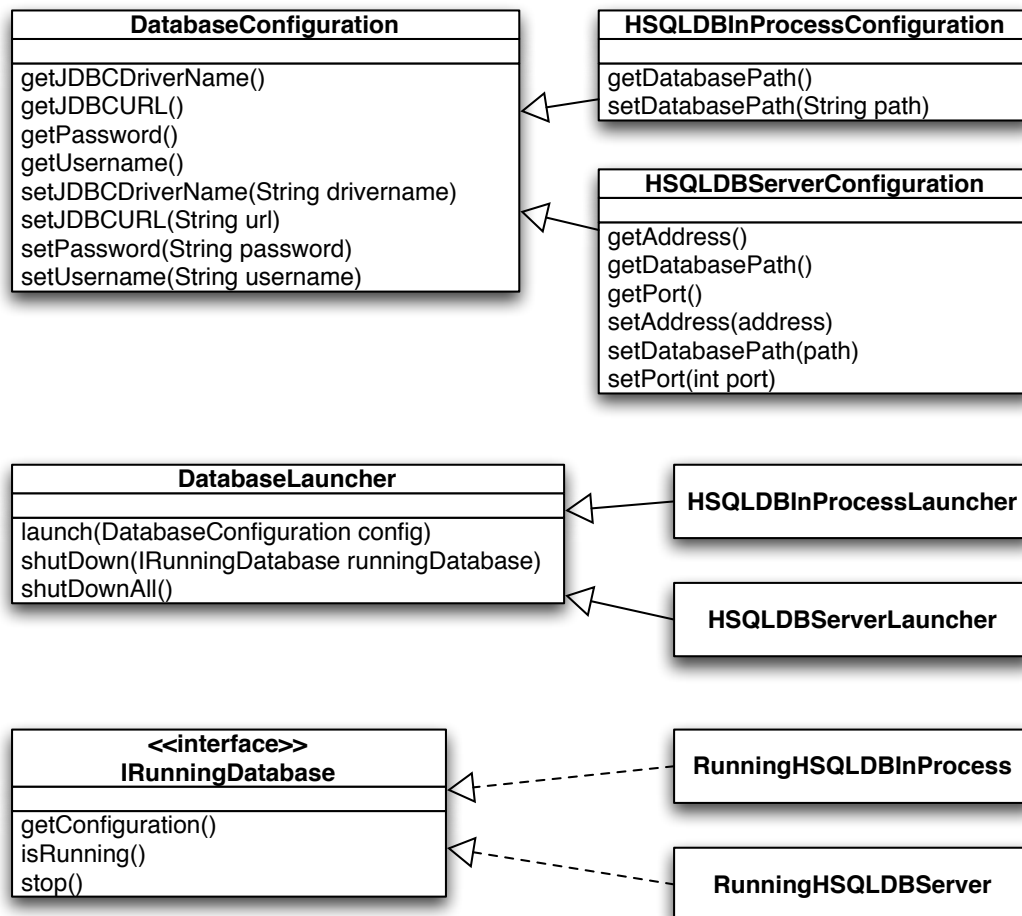 DatabaseConfiguration
getJDBCDriverName()
getJDBCURL()
getPassword()
getUsername()
setJDBCDriverName(String drivername)
setJDBCURL(String url)
setPassword(String password)
setUsername(String username)
HSQLDBInProcessConfiguration
getDatabasePath()
setDatabasePath(String path)
HSQLDBServerConfiguration
getAddress()
getDatabasePath()
getPort()
setAddress(address)
setDatabasePath(path)
setPort(int port)
DatabaseLauncher
launch(DatabaseConfiguration config)
shutDown(IRunningDatabase runningDatabase)
shutDownAll()
HSQLDBInProcessLauncher
HSQLDBServerLauncher
<<interface>>
IRunningDatabase
getConfiguration()
isRunning()
stop()
RunningHSQLDBInProcess
RunningHSQLDBServer